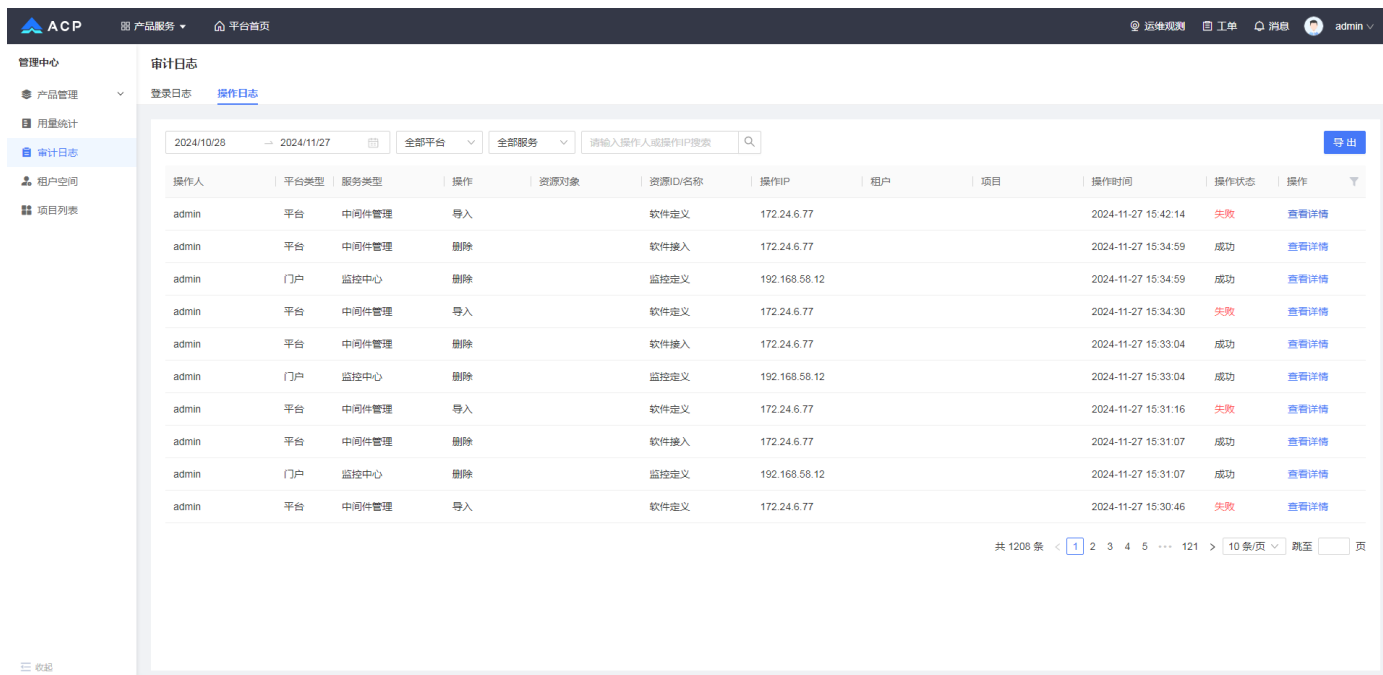 ACP 产品服务 平台首页 运维观测 工单 消息 admin
管理中心
产品管理
用量统计
审计日志
租户空间
项目列表
收起
审计日志
登录日志 操作日志
2024/10/28 → 2024/11/27 全部平台 全部服务 请输入操作人或操作IP搜索 导出
操作人 平台类型 服务类型 操作 资源对象 资源ID/名称 操作IP 租户 项目 操作时间 操作状态 操作
admin 平台 中间件管理 导入 软件定义 172.24.6.77 2024-11-27 15:42:14 失败 查看详情
admin 平台 中间件管理 删除 软件接入 172.24.6.77 2024-11-27 15:34:59 成功 查看详情
admin 门户 监控中心 删除 监控定义 192.168.58.12 2024-11-27 15:34:59 成功 查看详情
admin 平台 中间件管理 导入 软件定义 172.24.6.77 2024-11-27 15:34:30 失败 查看详情
admin 平台 中间件管理 删除 软件接入 172.24.6.77 2024-11-27 15:33:04 成功 查看详情
admin 门户 监控中心 删除 监控定义 192.168.58.12 2024-11-27 15:33:04 成功 查看详情
admin 平台 中间件管理 导入 软件定义 172.24.6.77 2024-11-27 15:31:16 失败 查看详情
admin 平台 中间件管理 删除 软件接入 172.24.6.77 2024-11-27 15:31:07 成功 查看详情
admin 门户 监控中心 删除 监控定义 192.168.58.12 2024-11-27 15:31:07 成功 查看详情
admin 平台 中间件管理 导入 软件定义 172.24.6.77 2024-11-27 15:30:46 失败 查看详情
共 1208 条 < 1 2 3 4 5 ••• 121 > 10 条/页 跳至 页